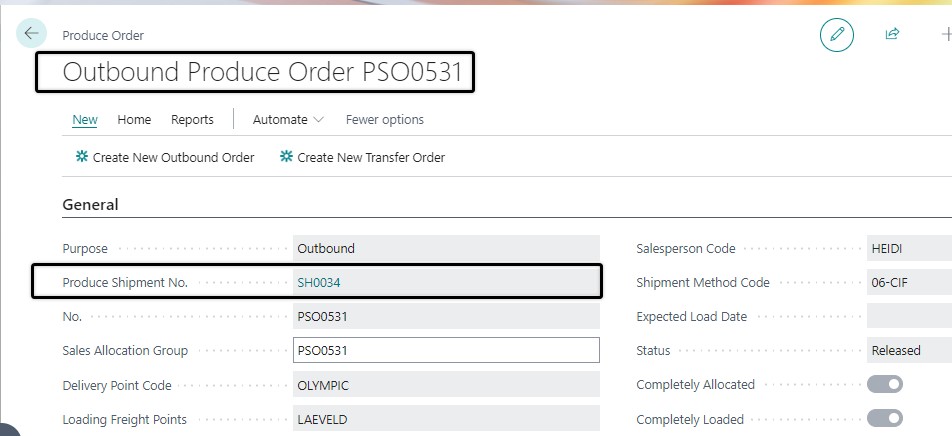 Produce Order
Outbound Produce Order PSO0531
New Home Reports Automate Fewer options
Create New Outbound Order Create New Transfer Order
General
Purpose Outbound
Produce Shipment No. SH0034
No. PSO0531
Sales Allocation Group PSO0531
Delivery Point Code OLYMPIC
Loading Freight Points LAEVELD
Salesperson Code HEIDI
Shipment Method Code 06-CIF
Expected Load Date
Status Released
Completely Allocated
Completely Loaded